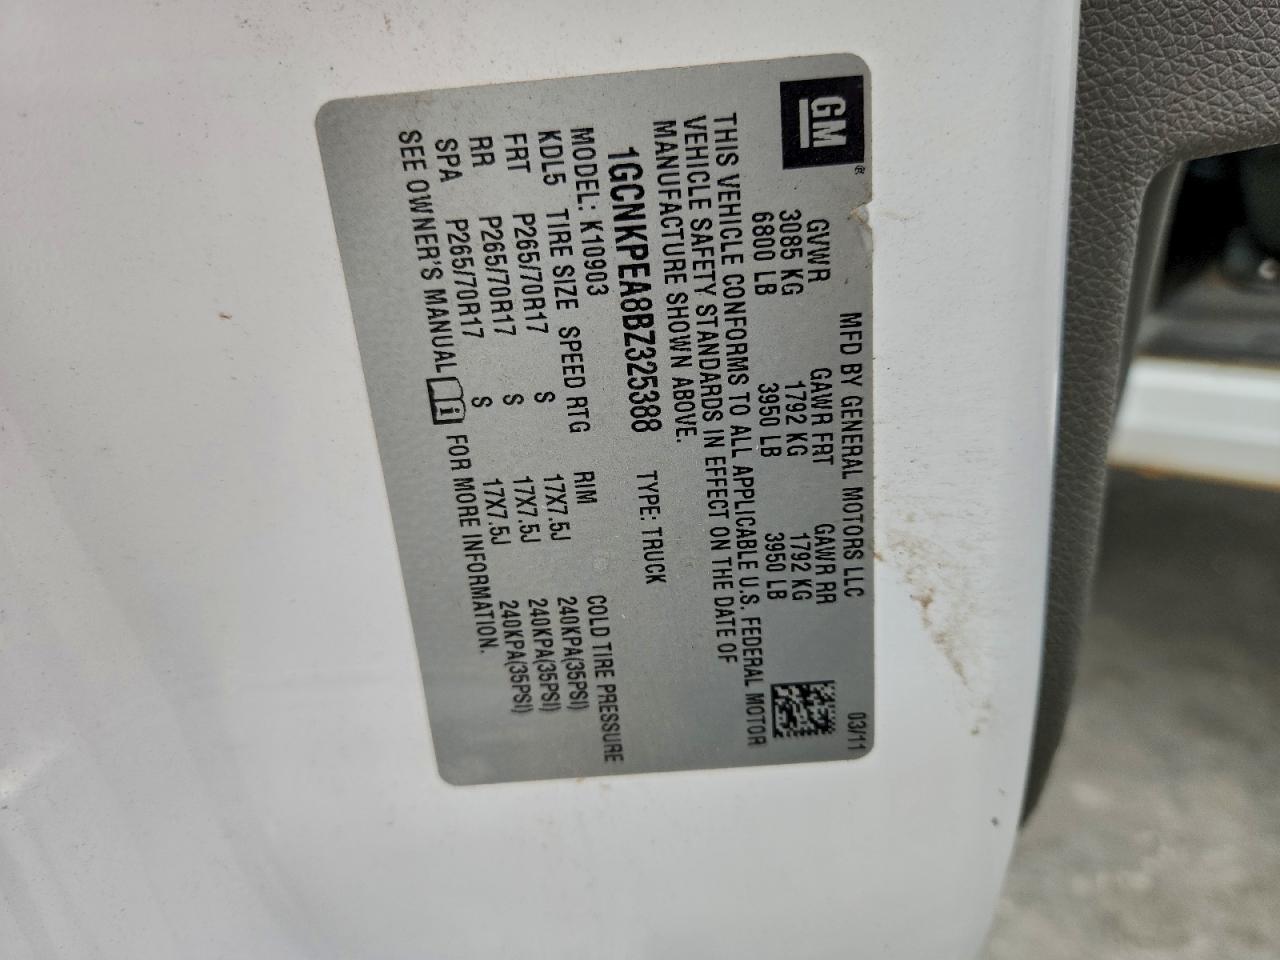 GM®
MFD BY GENERAL MOTORS LLC 03/11
GVWR GAWR FRT GAWR RR
3085 KG 1792 KG 1792 KG
6800 LB 3950 LB 3950 LB
THIS VEHICLE CONFORMS TO ALL APPLICABLE U.S. FEDERAL MOTOR
VEHICLE SAFETY STANDARDS IN EFFECT ON THE DATE OF
MANUFACTURE SHOWN ABOVE.
1GCNKPEA8BZ325388 TYPE: TRUCK
MODEL: K10903
KDL5 TIRE SIZE SPEED RTG RIM COLD TIRE PRESSURE
FRT P265/70R17 S 17X7.5J 240KPA(35PSI)
RR P265/70R17 S 17X7.5J 240KPA(35PSI)
SPA P265/70R17 S 17X7.5J 240KPA(35PSI)
SEE OWNER'S MANUAL i FOR MORE INFORMATION.